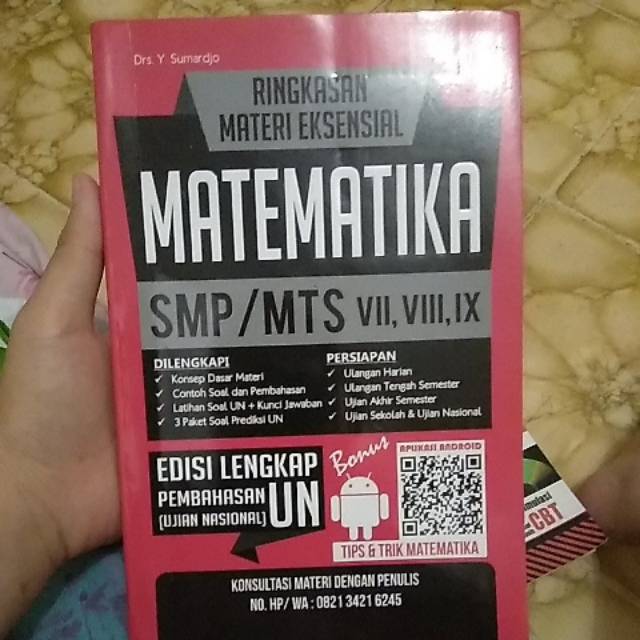 Drs. Y Sumardjo
RINGKASAN
MATERI EKSENSIAL
MATEMATIKA
SMP/MTS VII, VIII, IX
DILENGKAPI
✓ Konsep Dasar Materi
✓ Contoh Soal dan Pembahasan
✓ Latihan Soal UN + Kunci Jawaban
✓ 3 Paket Soal Prediksi UN
PERSIAPAN
✓ Ulangan Harian
✓ Ulangan Tengah Semester
✓ Ujian Akhir Semester
✓ Ujian Sekolah & Ujian Nasional
EDISI LENGKAP
PEMBAHASAN
(UJIAN NASIONAL) UN
Bonus
APLIKASI ANDROID
TIPS & TRIK MATEMATIKA
KONSULTASI MATERI DENGAN PENULIS
NO. HP/ WA : 0821 3421 6245
CBT